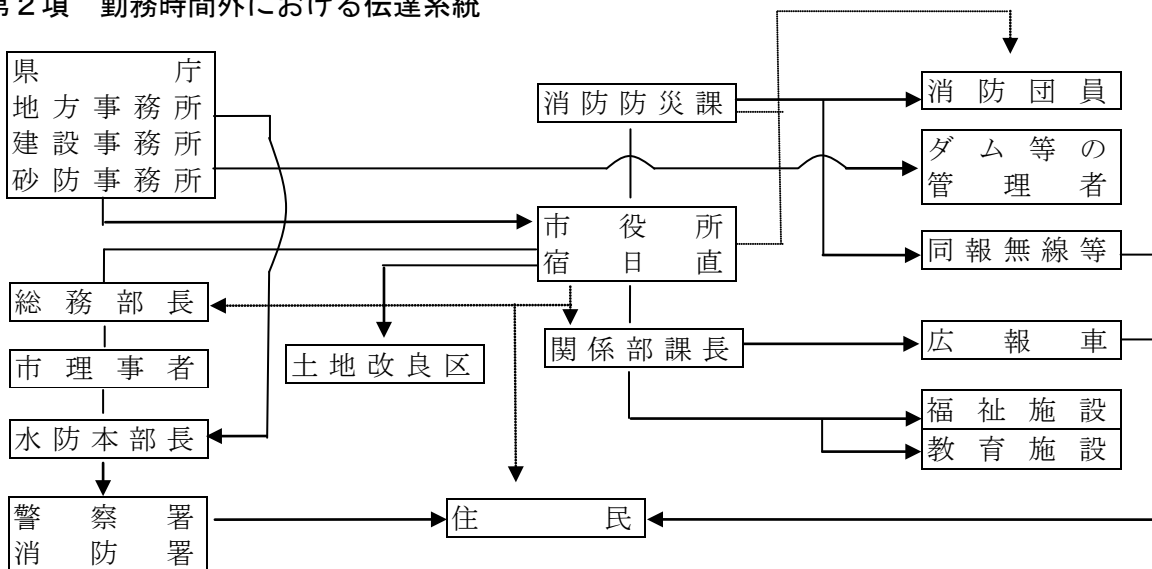 第２項 勤務時間外における伝達系統
県庁
地方事務所
建設事務所
砂防事務所
消防防災課
消防団員
ダム等の
管理者
市役所
宿日直
同報無線等
総務部長
関係部課長
広報車
市理事者
土地改良区
福祉施設
水防本部長
教育施設
警察署
消防署
住民